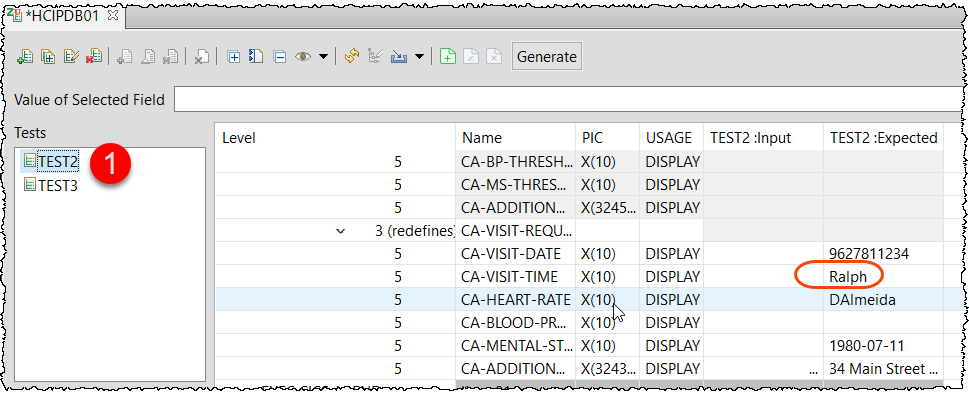 *HCIPDB01
Generate
Value of Selected Field
Tests
TEST2
TEST3
1
Level Name PIC USAGE TEST2 :Input TEST2 :Expected
5 CA-BP-THRESH... X(10) DISPLAY
5 CA-MS-THRES... X(10) DISPLAY
5 CA-ADDITION... X(3245... DISPLAY
3 (redefines) CA-VISIT-REQU...
5 CA-VISIT-DATE X(10) DISPLAY 9627811234
5 CA-VISIT-TIME X(10) DISPLAY Ralph
5 CA-HEART-RATE X(10) DISPLAY DAlmeida
5 CA-BLOOD-PR... X(10) DISPLAY
5 CA-MENTAL-ST... X(10) DISPLAY 1980-07-11
5 CA-ADDITION... X(3243... DISPLAY ... 34 Main Street ...